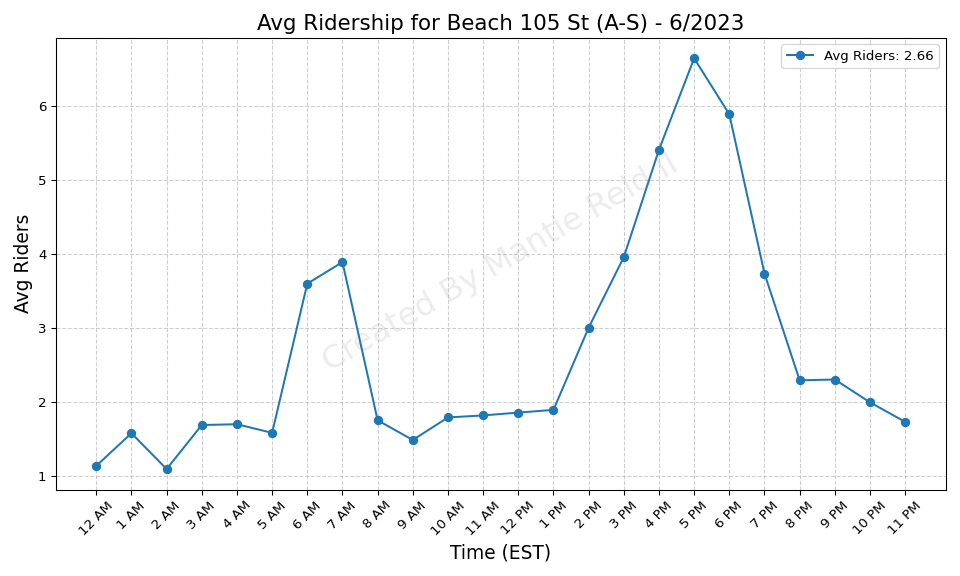 Avg Ridership for Beach 105 St (A-S) - 6/2023
Avg Riders: 2.66
Avg Riders
6
5
4
3
2
1
Created By Mantle Reid II
12 AM
1 AM
2 AM
3 AM
4 AM
5 AM
6 AM
7 AM
8 AM
9 AM
10 AM
11 AM
12 PM
1 PM
2 PM
3 PM
4 PM
5 PM
6 PM
7 PM
8 PM
9 PM
10 PM
11 PM
Time (EST)